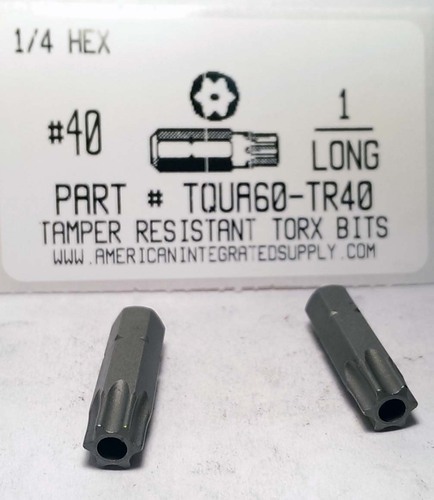 1/4 HEX
#40
1
LONG
PART # TQUA60-TR40
TAMPER RESISTANT TORX BITS
WWW.AMERICANINTEGRATEDSUPPLY.COM